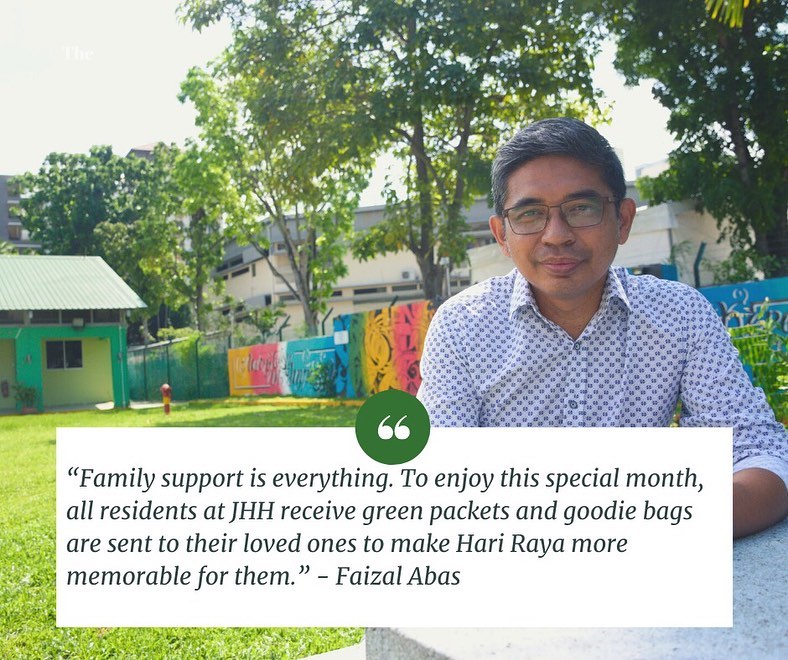 The
“Family support is everything. To enjoy this special month,
all residents at JHH receive green packets and goodie bags
are sent to their loved ones to make Hari Raya more
memorable for them.” - Faizal Abas